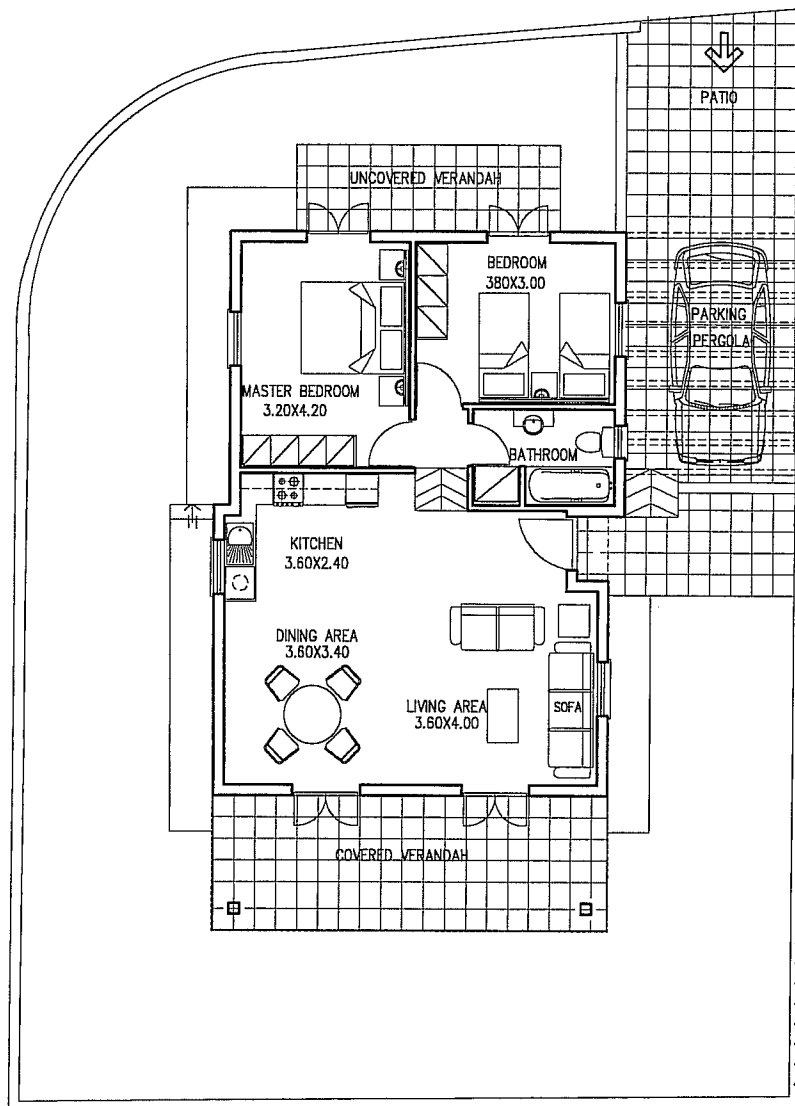 PATIO
UNCOVERED VERANDAH
BEDROOM
380X3.00
PARKING
PERGOLA
MASTER BEDROOM
3.20X4.20
BATHROOM
KITCHEN
3.60X2.40
DINING AREA
3.60X3.40
LIVING AREA
3.60X4.00
SOFA
COVERED VERANDAH